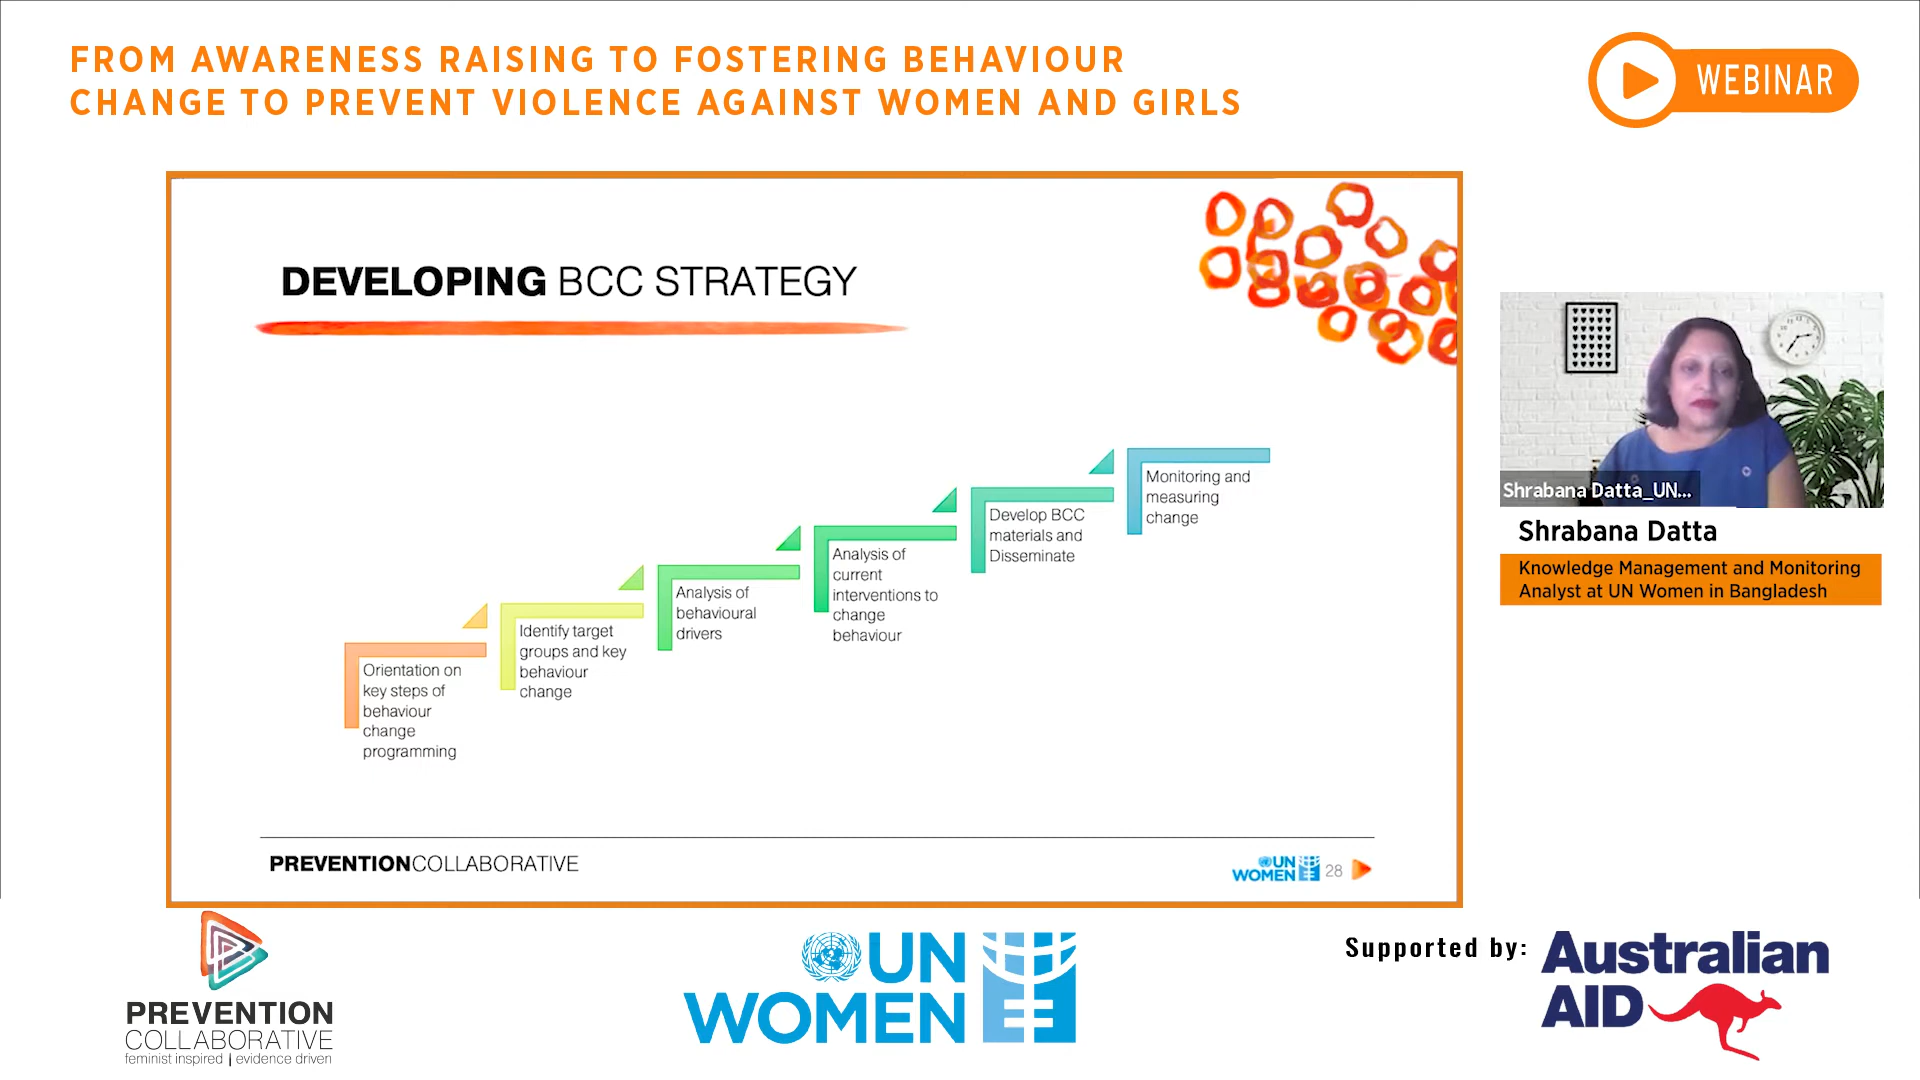 FROM AWARENESS RAISING TO FOSTERING BEHAVIOUR
CHANGE TO PREVENT VIOLENCE AGAINST WOMEN AND GIRLS
WEBINAR
DEVELOPING BCC STRATEGY
Orientation on
key steps of
behaviour
change
programming
Identify target
groups and key
behaviour
change
Analysis of
behavioural
drivers
Analysis of
current
interventions to
change
behaviour
Develop BCC
materials and
Disseminate
Monitoring and
measuring
change
PREVENTIONCOLLABORATIVE
UN
WOMEN
28
Shrabana Datta_UN...
Shrabana Datta
Knowledge Management and Monitoring
Analyst at UN Women in Bangladesh
PREVENTION
COLLABORATIVE
feminist inspired | evidence driven
UN
WOMEN
Supported by:
Australian
AID